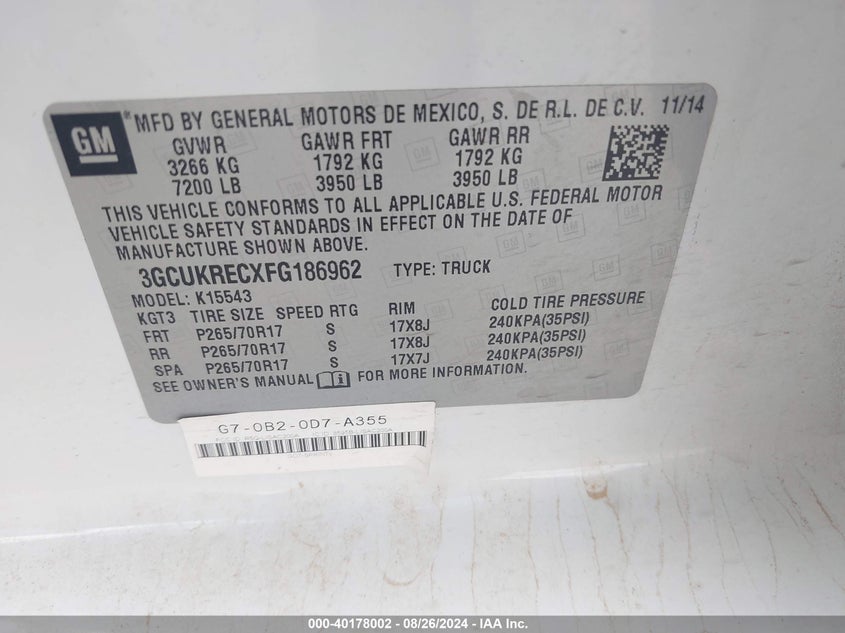 GM ® MFD BY GENERAL MOTORS DE MEXICO, S. DE R.L. DE C.V. 11/14
GVWR GAWR FRT GAWR RR
3266 KG 1792 KG 1792 KG
7200 LB 3950 LB 3950 LB
THIS VEHICLE CONFORMS TO ALL APPLICABLE U.S. FEDERAL MOTOR
VEHICLE SAFETY STANDARDS IN EFFECT ON THE DATE OF
MANUFACTURE SHOWN ABOVE.
3GCUKRECXFG186962 TYPE: TRUCK
MODEL: K15543
KGT3 TIRE SIZE SPEED RTG RIM COLD TIRE PRESSURE
FRT P265/70R17 S 17X8J 240KPA(35PSI)
RR P265/70R17 S 17X8J 240KPA(35PSI)
SPA P265/70R17 S 17X7J 240KPA(35PSI)
SEE OWNER'S MANUAL FOR MORE INFORMATION.
G7-0B2-0D7-A355
000-40178002 - 08/26/2024 - IAA Inc.